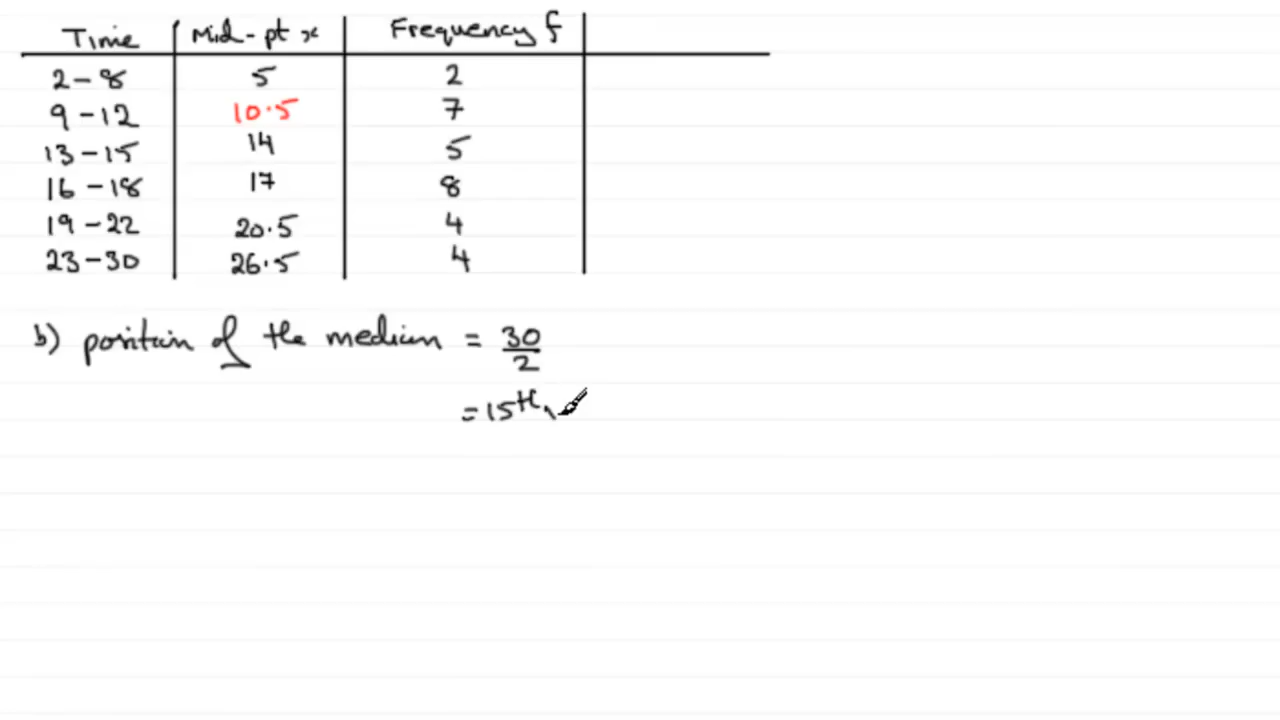 Time Mid-pt x Frequency f
2-8 5 2
9-12 10.5 7
13-15 14 5
16-18 17 8
19-22 20.5 4
23-30 26.5 4
b) position of the median = 30/2
= 15th